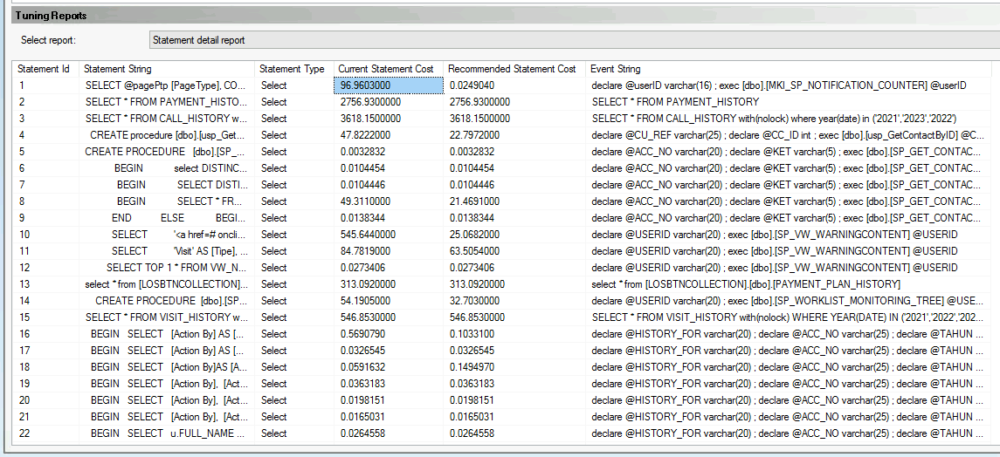 Tuning Reports
Select report: Statement detail report
Statement Id Statement String Statement Type Current Statement Cost Recommended Statement Cost Event String
1 SELECT @pagePtp [PageType], CO... Select 96.9603000 0.0249040 declare @userID varchar(16) ; exec [dbo].[MKI_SP_NOTIFICATION_COUNTER] @userID
2 SELECT * FROM PAYMENT_HISTO... Select 2756.9300000 2756.9300000 SELECT * FROM PAYMENT_HISTORY
3 SELECT * FROM CALL_HISTORY w... Select 3618.1500000 3618.1500000 SELECT * FROM CALL_HISTORY with(nolock) where year(date) in ('2021','2023','2022')
4 CREATE procedure [dbo].[usp_Get... Select 47.8222000 22.7972000 declare @CU_REF varchar(25) ; declare @CC_ID int ; exec [dbo].[usp_GetContactByID] @C...
5 CREATE PROCEDURE [dbo].[SP_... Select 0.0032832 0.0032832 declare @ACC_NO varchar(20) ; declare @KET varchar(5) ; exec [dbo].[SP_GET_CONTAC...
6 BEGIN select DISTINC... Select 0.0104454 0.0104454 declare @ACC_NO varchar(20) ; declare @KET varchar(5) ; exec [dbo].[SP_GET_CONTAC...
7 BEGIN SELECT DISTI... Select 0.0104446 0.0104446 declare @ACC_NO varchar(20) ; declare @KET varchar(5) ; exec [dbo].[SP_GET_CONTAC...
8 BEGIN SELECT * FR... Select 49.3110000 21.4691000 declare @ACC_NO varchar(20) ; declare @KET varchar(5) ; exec [dbo].[SP_GET_CONTAC...
9 END ELSE BEGI... Select 0.0138344 0.0138344 declare @ACC_NO varchar(20) ; declare @KET varchar(5) ; exec [dbo].[SP_GET_CONTAC...
10 SELECT '<a href=# oncli... Select 545.6440000 25.0682000 declare @USERID varchar(20) ; exec [dbo].[SP_VW_WARNINGCONTENT] @USERID
11 SELECT 'Visit' AS [Tipe], ... Select 84.7819000 63.5054000 declare @USERID varchar(20) ; exec [dbo].[SP_VW_WARNINGCONTENT] @USERID
12 SELECT TOP 1 * FROM VW_N... Select 0.0273406 0.0273406 declare @USERID varchar(20) ; exec [dbo].[SP_VW_WARNINGCONTENT] @USERID
13 select * from [LOSBTNCOLLECTION]... Select 313.0920000 313.0920000 select * from [LOSBTNCOLLECTION].[dbo].[PAYMENT_PLAN_HISTORY]
14 CREATE PROCEDURE [dbo].[SP... Select 54.1905000 32.7030000 declare @USERID varchar(20) ; exec [dbo].[SP_WORKLIST_MONITORING_TREE] @USE...
15 SELECT * FROM VISIT_HISTORY w... Select 546.8530000 546.8530000 SELECT * FROM VISIT_HISTORY with(nolock) WHERE YEAR(DATE) IN ('2021','2022','202...
16 BEGIN SELECT [Action By] AS [... Select 0.5690790 0.1033100 declare @HISTORY_FOR varchar(20) ; declare @ACC_NO varchar(25) ; declare @TAHUN ...
17 BEGIN SELECT [Action By] AS [... Select 0.0326545 0.0326545 declare @HISTORY_FOR varchar(20) ; declare @ACC_NO varchar(25) ; declare @TAHUN ...
18 BEGIN SELECT [Action By]AS [A... Select 0.0591632 0.1494970 declare @HISTORY_FOR varchar(20) ; declare @ACC_NO varchar(25) ; declare @TAHUN ...
19 BEGIN SELECT [Action By], [Act... Select 0.0363183 0.0363183 declare @HISTORY_FOR varchar(20) ; declare @ACC_NO varchar(25) ; declare @TAHUN ...
20 BEGIN SELECT [Action By], [Act... Select 0.0198151 0.0198151 declare @HISTORY_FOR varchar(20) ; declare @ACC_NO varchar(25) ; declare @TAHUN ...
21 BEGIN SELECT [Action By], [Act... Select 0.0165031 0.0165031 declare @HISTORY_FOR varchar(20) ; declare @ACC_NO varchar(25) ; declare @TAHUN ...
22 BEGIN SELECT u.FULL_NAME ... Select 0.0264558 0.0264558 declare @HISTORY_FOR varchar(20) ; declare @ACC_NO varchar(25) ; declare @TAHUN ...